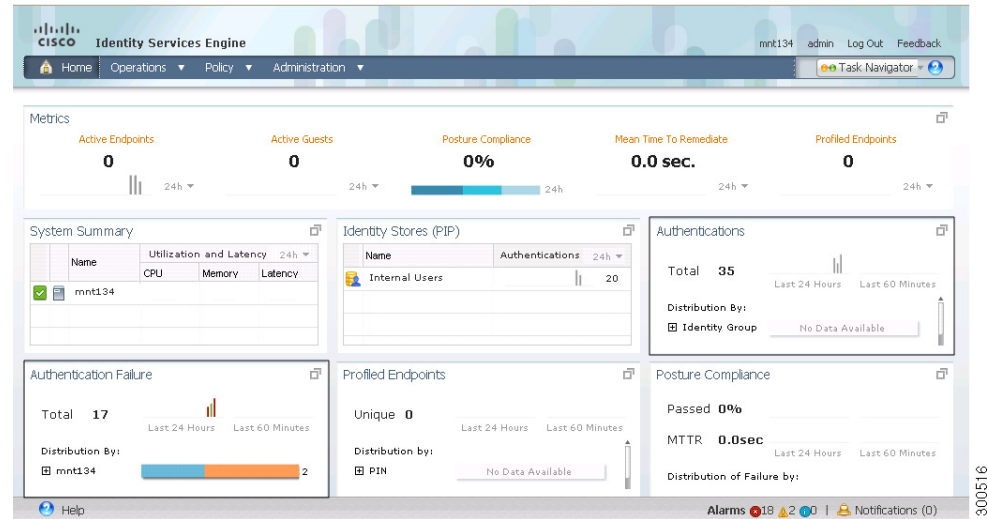 CISCO Identity Services Engine
mnt134 admin Log Out Feedback
Home Operations Policy Administration
Task Navigator ?
Metrics
Active Endpoints Active Guests Posture Compliance Mean Time To Remediate Profiled Endpoints
0 0 0% 0.0 sec. 0
24h 24h 24h 24h 24h
System Summary
Name Utilization and Latency 24h
CPU Memory Latency
mnt134
Identity Stores (PIP)
Name Authentications 24h
Internal Users 20
Authentications
Total 35
Last 24 Hours Last 60 Minutes
Distribution By:
Identity Group No Data Available
Authentication Failure
Total 17
Last 24 Hours Last 60 Minutes
Distribution By:
mnt134 2
Profiled Endpoints
Unique 0
Last 24 Hours Last 60 Minutes
Distribution by:
PIN No Data Available
Posture Compliance
Passed 0%
MTTR 0.0sec
Last 24 Hours Last 60 Minutes
Distribution of Failure by:
? Help
Alarms 18 2 0 | Notifications (0)
300516